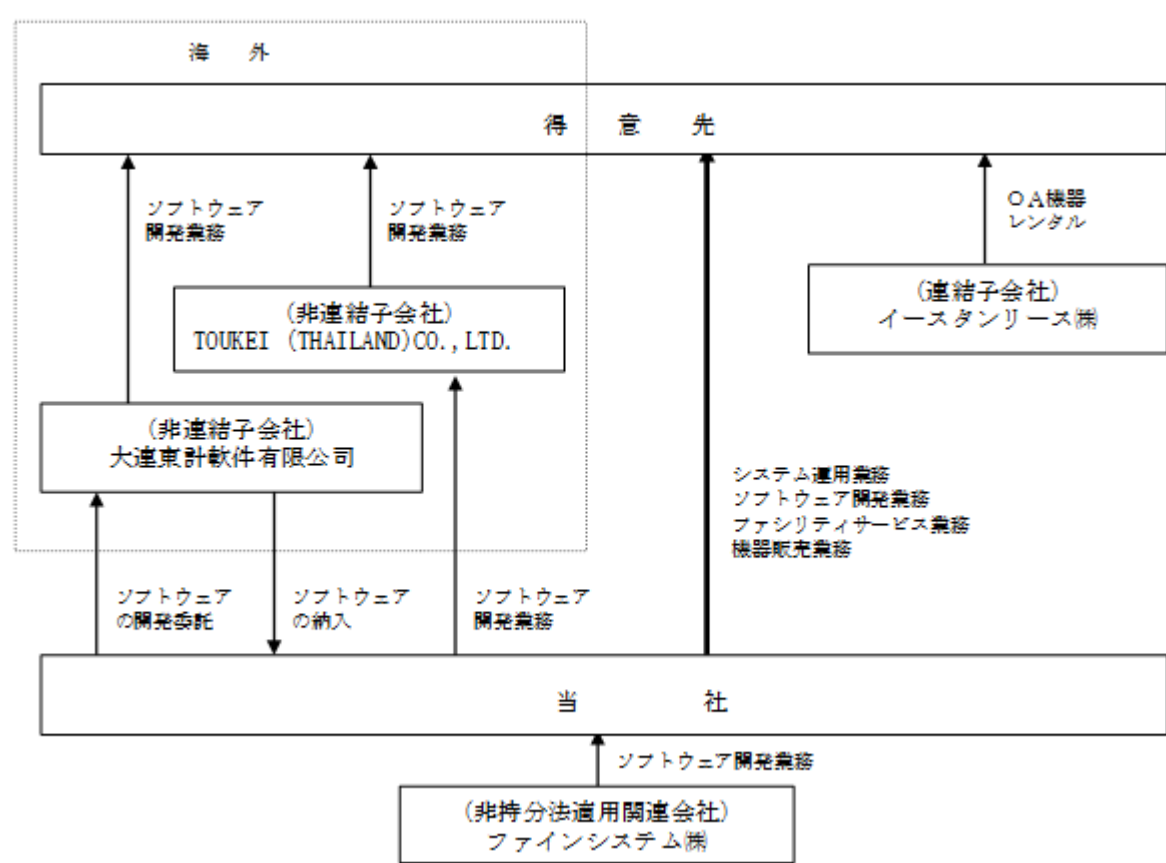 海 外
得 意 先
ソフトウェア
開発業務
ソフトウェア
開発業務
ＯＡ機器
レンタル
(非連結子会社)
TOUKEI (THAILAND)CO.,LTD.
(連結子会社)
イースタンリース㈱
(非連結子会社)
大連東計軟件有限公司
システム運用業務
ソフトウェア開発業務
ファシリティサービス業務
機器販売業務
ソフトウェア
の開発委託
ソフトウェア
の納入
ソフトウェア
開発業務
当 社
ソフトウェア開発業務
(非持分法適用関連会社)
ファインシステム㈱